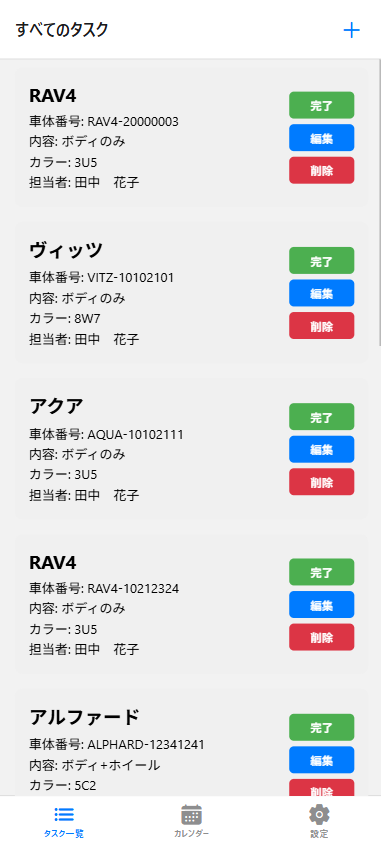 すべてのタスク
RAV4
車体番号: RAV4-20000003
内容: ボディのみ
カラー: 3U5
担当者: 田中　花子
完了
編集
削除
ヴィッツ
車体番号: VITZ-10102101
内容: ボディのみ
カラー: 8W7
担当者: 田中　花子
完了
編集
削除
アクア
車体番号: AQUA-10102111
内容: ボディのみ
カラー: 3U5
担当者: 田中　花子
完了
編集
削除
RAV4
車体番号: RAV4-10212324
内容: ボディのみ
カラー: 3U5
担当者: 田中　花子
完了
編集
削除
アルファード
車体番号: ALPHARD-12341241
内容: ボディ+ホイール
カラー: 5C2
完了
編集
削除
タスク一覧
カレンダー
設定